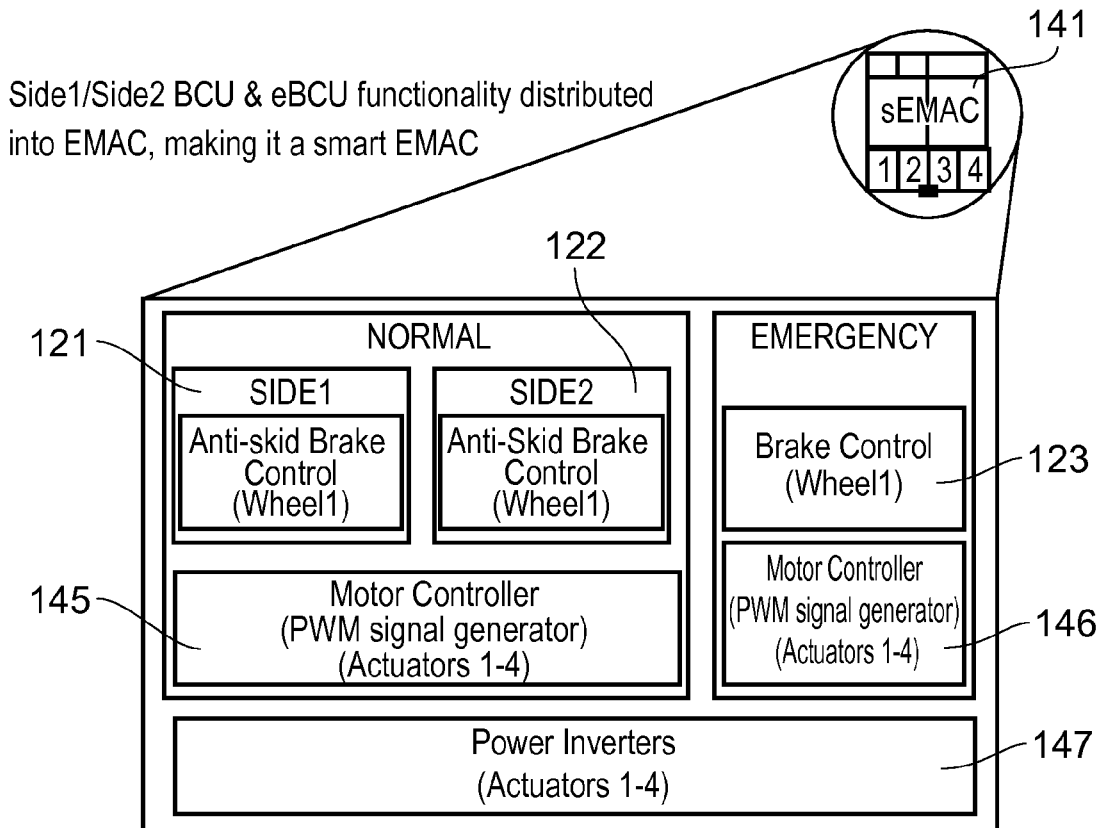 141
Side1/Side2 BCU & eBCU functionality distributed
into EMAC, making it a smart EMAC
sEMAC
1 2 3 4
122
121
NORMAL
EMERGENCY
SIDE1
SIDE2
Anti-skid Brake
Control
(Wheel1)
Anti-Skid Brake
Control
(Wheel1)
Brake Control
(Wheel1)
123
145
Motor Controller
(PWM signal generator)
(Actuators 1-4)
Motor Controller
(PWM signal generator)
(Actuators 1-4)
146
Power Inverters
(Actuators 1-4)
147